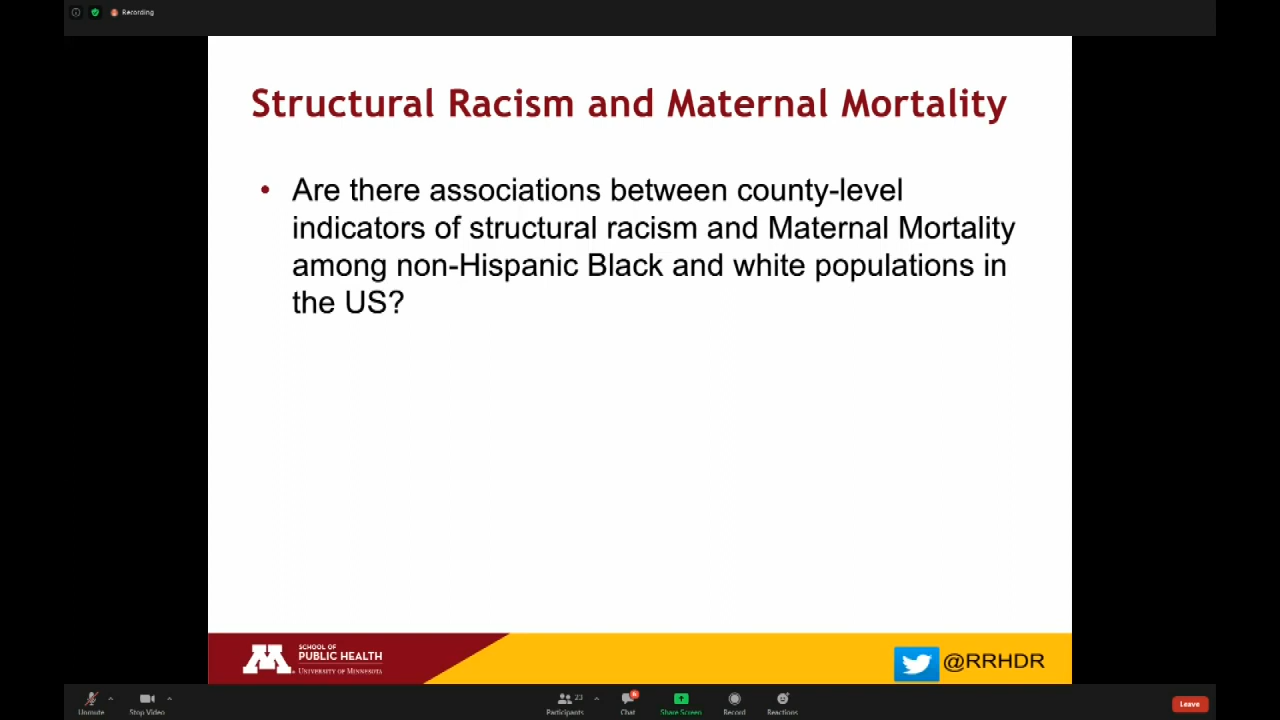 Recording
Structural Racism and Maternal Mortality
• Are there associations between county-level
indicators of structural racism and Maternal Mortality
among non-Hispanic Black and white populations in
the US?
M
SCHOOL OF
PUBLIC HEALTH
UNIVERSITY OF MINNESOTA
@RRHDR
Unmute
Stop Video
Participants
23
Chat
Share Screen
Record
Reactions
Leave